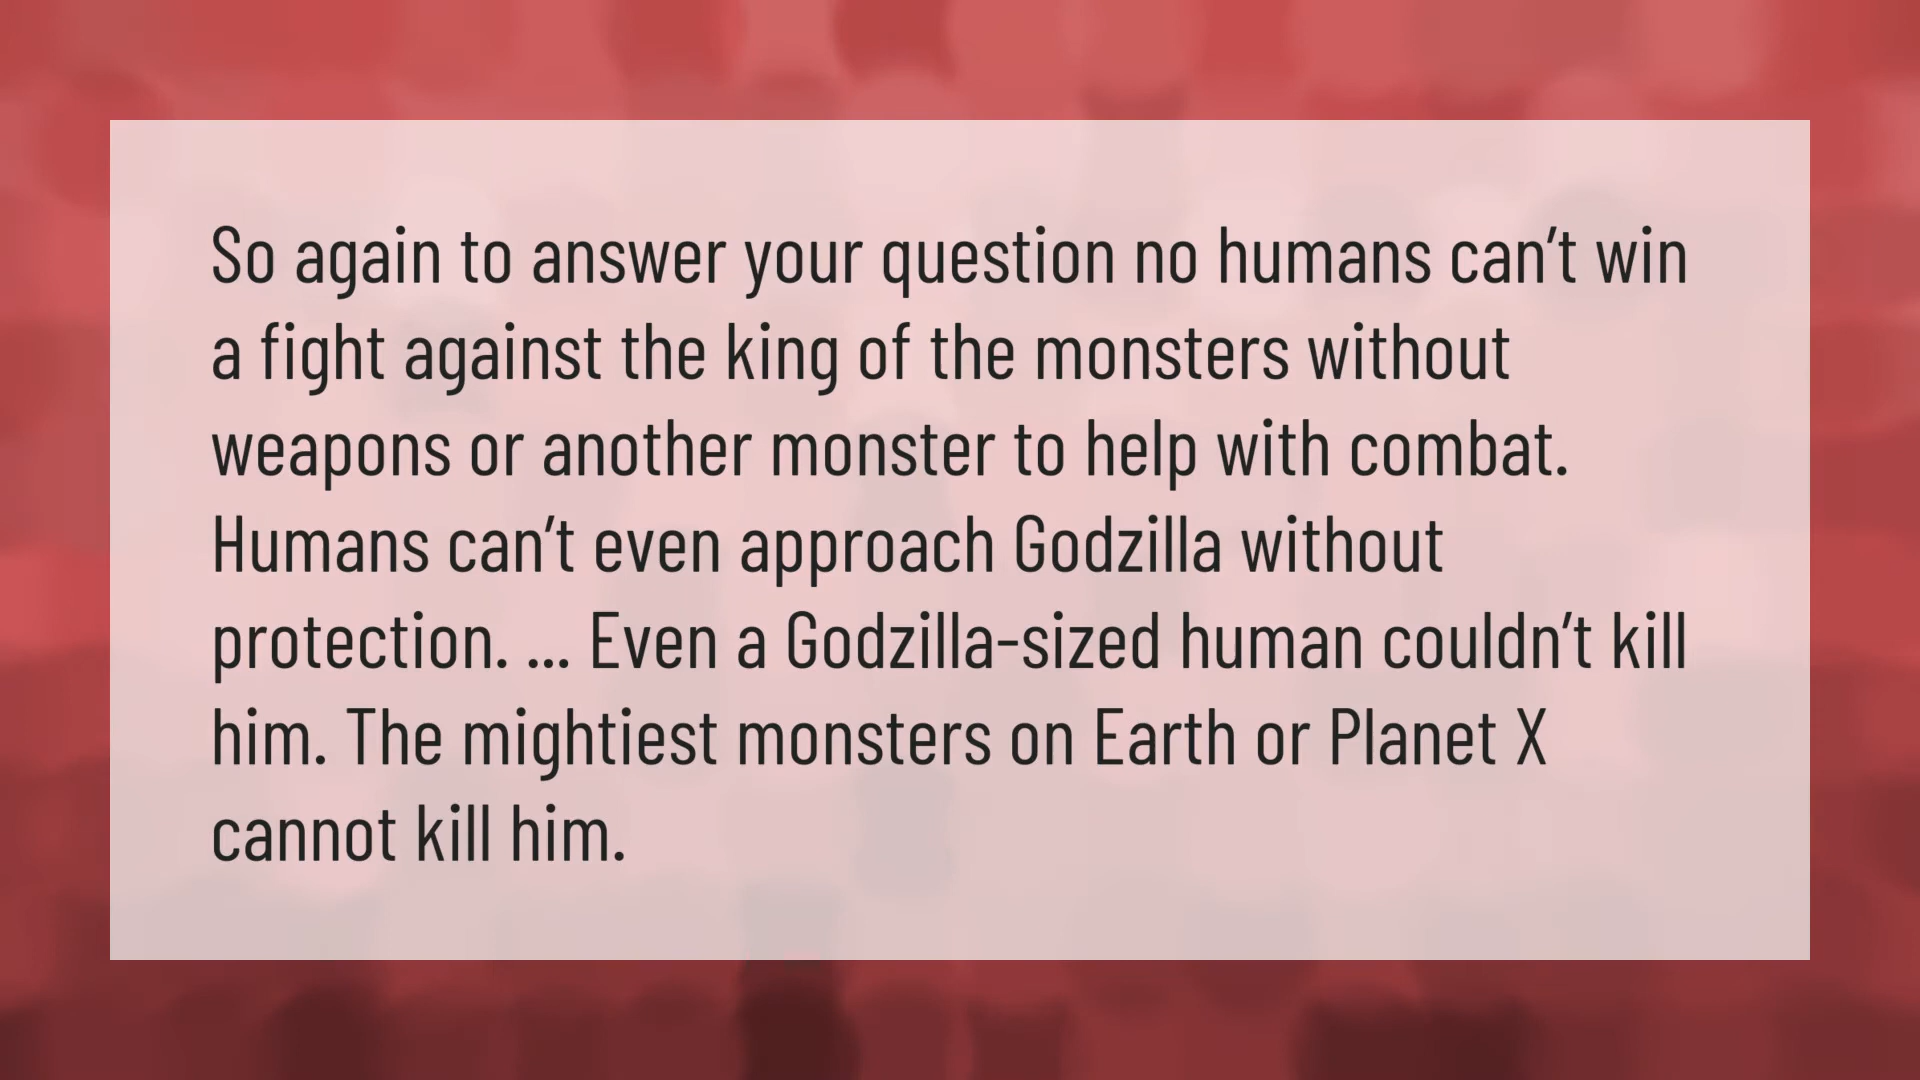 So again to answer your question no humans can’t win
a fight against the king of the monsters without
weapons or another monster to help with combat.
Humans can’t even approach Godzilla without
protection. ... Even a Godzilla-sized human couldn’t kill
him. The mightiest monsters on Earth or Planet X
cannot kill him.